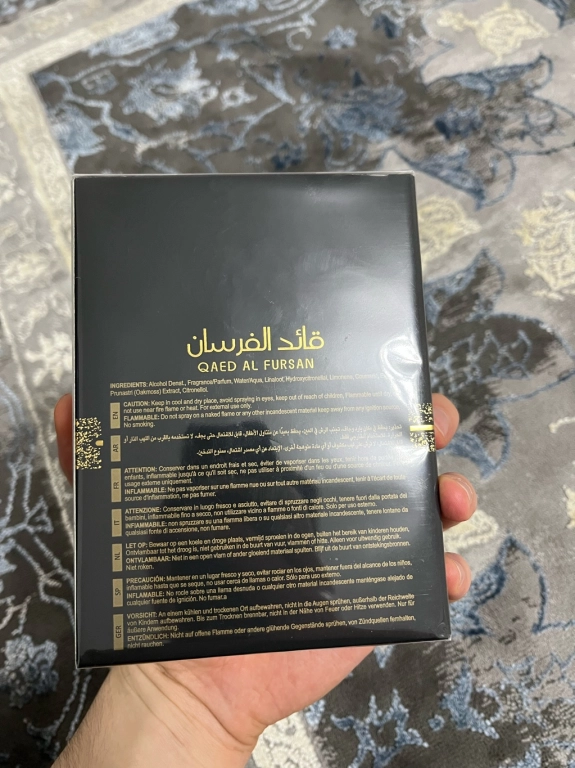 قائد الفرسان
QAED AL FURSAN
INGREDIENTS: Alcohol Denat., Fragrance/Parfum, Water/Aqua, Linalool, Hydroxycitronellol, Limonene,
Prunastri (Oakmoss) Extract, Citronellol.
EN
CAUTION: Keep in cool and dry place, avoid spraying in eyes, keep out of reach of children,
not use near fire flame or heat. For external use only.
FLAMMABLE: Do not spray on a naked flame or any other incandescent material keep away from any
No smoking.
AR
FR
ATTENTION: Conserver dans un endroit frais et sec, éviter de vaporiser dans les yeux,
enfants, inflammable jusqu'à ce qu'il soit sec, ne pas utiliser à proximité d'un feu ou d'une source de
usage externe uniquement.
INFLAMMABLE: Ne pas vaporiser sur une flamme nue ou sur tout autre matériau incandescent, tenir à l'écart de toute
source d'inflammation, ne pas fumer.
IT
ATTENZIONE: Conservare in luogo fresco e asciutto, evitare di spruzzare negli occhi, tenere fuori dalla portata dei
bambini, infiammabile fino a secco, non utilizzare vicino a fiamme o fonti di calore. Solo per uso esterno.
INFIAMMABILE: non spruzzare su una fiamma libera o su qualsiasi altro materiale incandescente, tenere lontano da
qualsiasi fonte di accensione, non fumare.
NL
LET OP: Bewaar op een koele en droge plaats, vermijd sproeien in de ogen, buiten het bereik van kinderen houden,
Ontvlambaar tot het droog is, niet gebruiken in de buurt van vuur, vlammen of hitte. Alleen voor uitwendig gebruik.
ONTVLAMBAAR: Niet in een open vlam of ander gloeiend materiaal spuiten. Blijf uit de buurt van ontstekingsbronnen.
Niet roken.
SP
PRECAUCIÓN: Mantener en un lugar fresco y seco, evitar rociar en los ojos, mantener fuera del alcance de los niños,
inflamable hasta que se seque, no usar cerca de llamas o calor. Sólo para uso externo.
INFLAMABLE: No rocíe sobre una llama desnuda o cualquier otro material incandescente manténgase alejado de
cualquier fuente de ignición. No fumar.a
GER
VORSICHT: An einem kühlen und trockenen Ort aufbewahren, nicht in die Augen sprühen, außerhalb der Reichweite
von Kindern aufbewahren. Bis zum Trocknen brennbar, nicht in der Nähe von Feuer oder Hitze verwenden. Nur für
äußere Anwendung.
ENTZÜNDLICH: Nicht auf offene Flamme oder andere glühende Gegenstände sprühen, von Zündquellen fernhalten,
nicht rauchen.